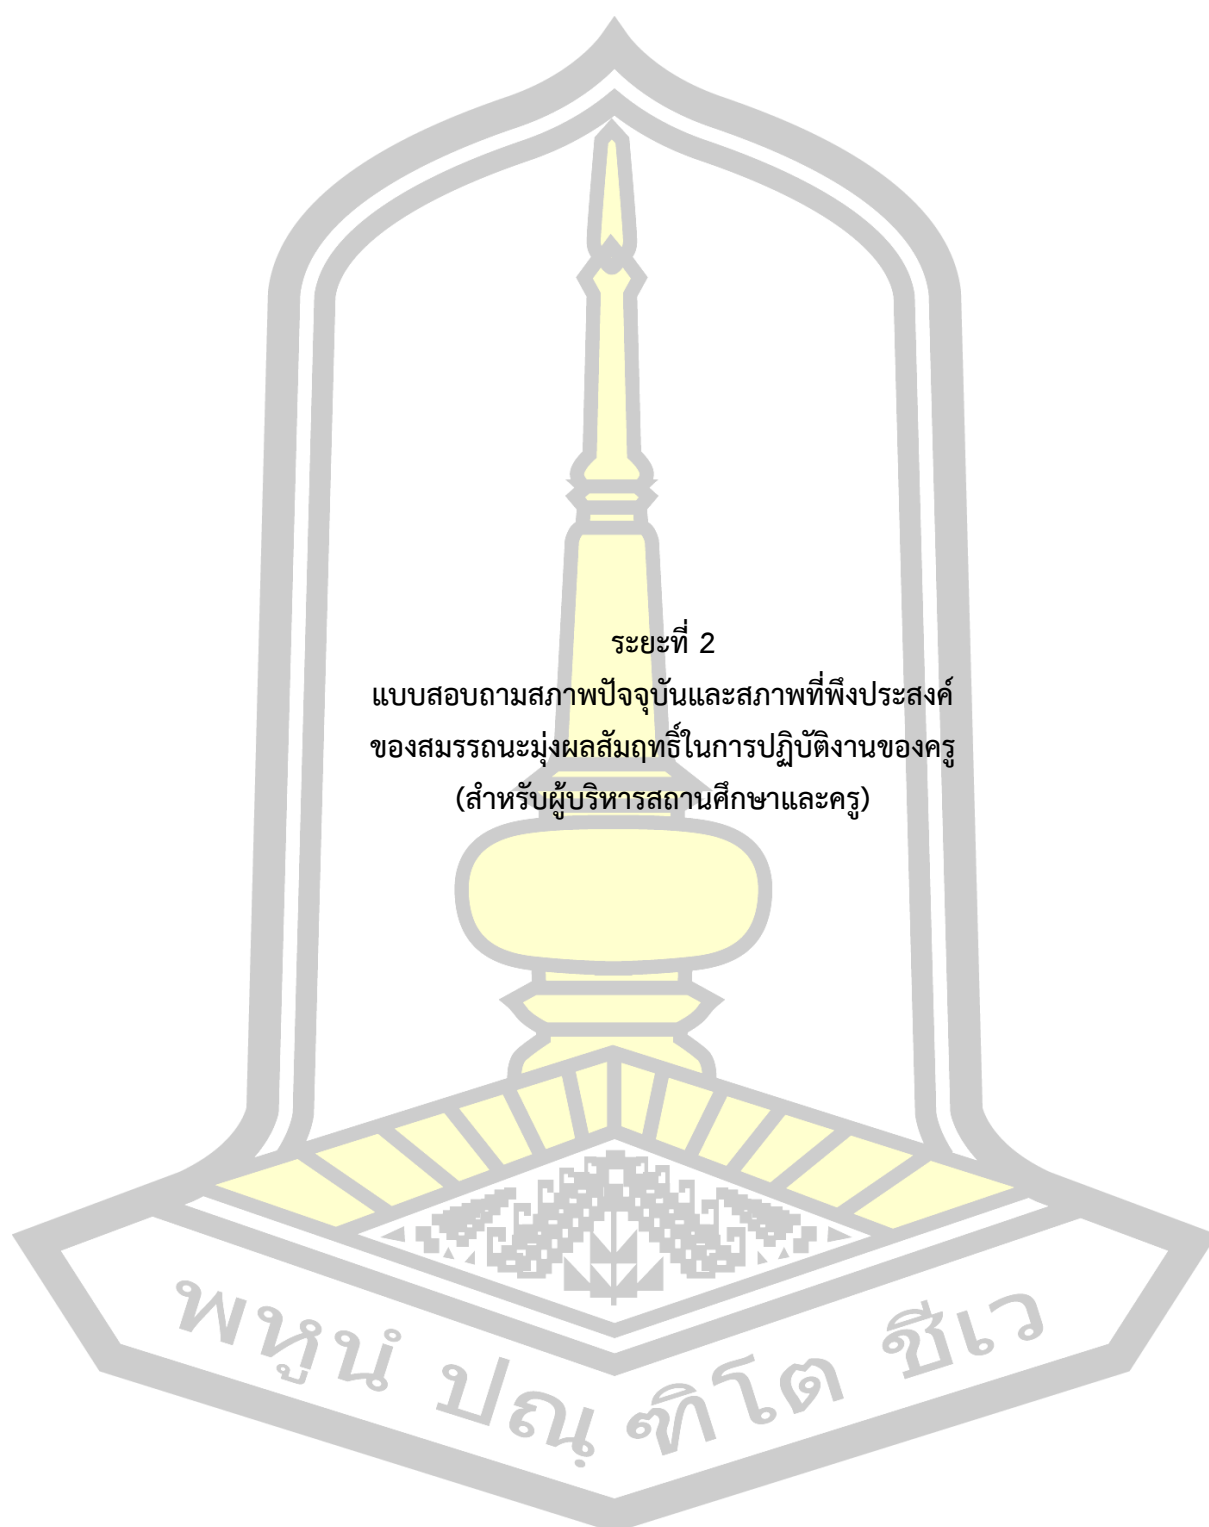 ระยะที่ 2
แบบสอบถามสภาพปัจจุบันและสภาพที่พึงประสงค์
ของสมรรถนะมุ่งผลสัมฤทธิ์ในการปฏิบัติงานของครู
(สำหรับผู้บริหารสถานศึกษาและครู)
พหูนํ ปณฺฑิโต ชีเว